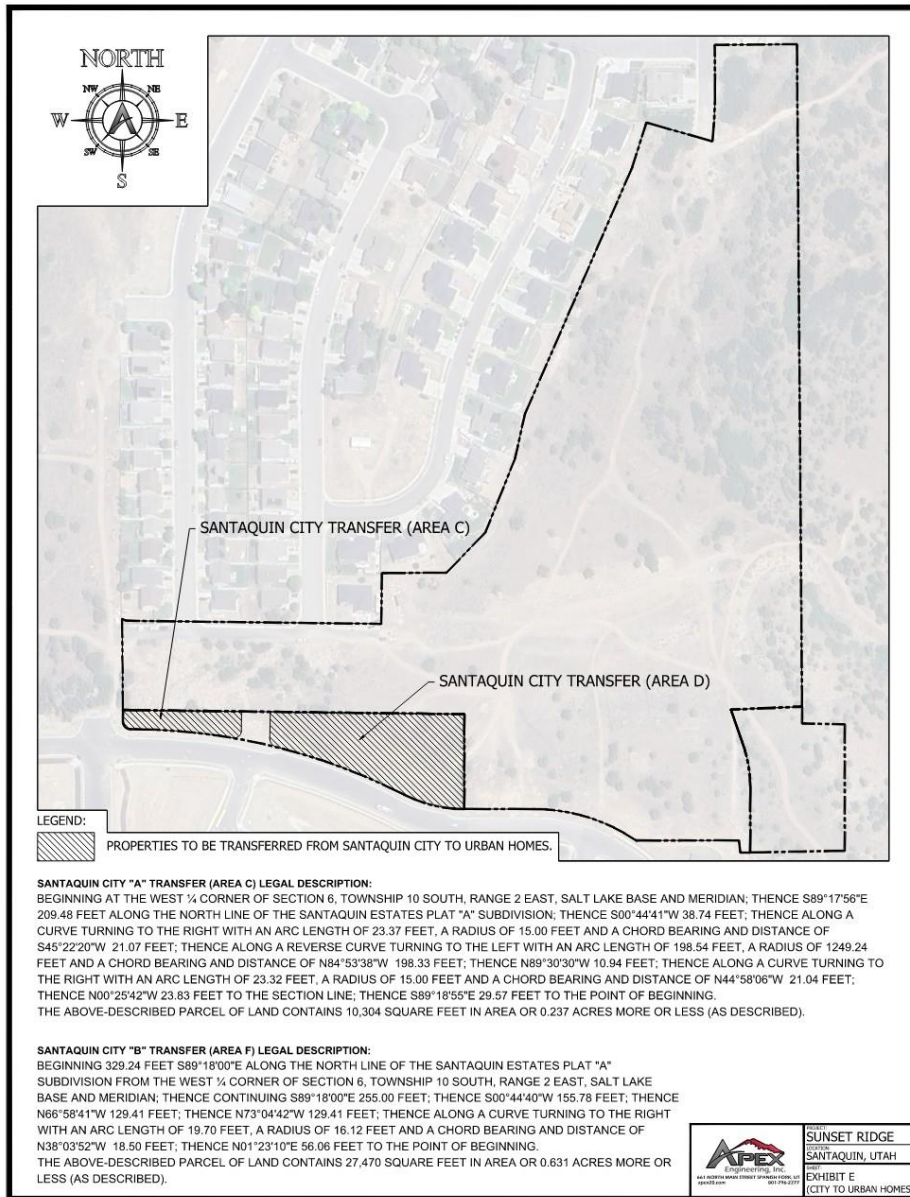 NORTH
NW
NE
W
E
SW
SE
S
SANTAQUIN CITY TRANSFER (AREA C)
SANTAQUIN CITY TRANSFER (AREA D)
LEGEND:
PROPERTIES TO BE TRANSFERRED FROM SANTAQUIN CITY TO URBAN HOMES.
SANTAQUIN CITY "A" TRANSFER (AREA C) LEGAL DESCRIPTION:
BEGINNING AT THE WEST ¼ CORNER OF SECTION 6, TOWNSHIP 10 SOUTH, RANGE 2 EAST, SALT LAKE BASE AND MERIDIAN; THENCE S89°17'56"E
209.48 FEET ALONG THE NORTH LINE OF THE SANTAQUIN ESTATES PLAT "A" SUBDIVISION; THENCE S00°44'41"W 38.74 FEET; THENCE ALONG A
CURVE TURNING TO THE RIGHT WITH AN ARC LENGTH OF 23.37 FEET, A RADIUS OF 15.00 FEET AND A CHORD BEARING AND DISTANCE OF
S45°22'20"W 21.07 FEET; THENCE ALONG A REVERSE CURVE TURNING TO THE LEFT WITH AN ARC LENGTH OF 198.54 FEET, A RADIUS OF 1249.24
FEET AND A CHORD BEARING AND DISTANCE OF N84°53'38"W 198.33 FEET; THENCE N89°30'30"W 10.94 FEET; THENCE ALONG A CURVE TURNING TO
THE RIGHT WITH AN ARC LENGTH OF 23.32 FEET, A RADIUS OF 15.00 FEET AND A CHORD BEARING AND DISTANCE OF N44°58'06"W 21.04 FEET;
THENCE N00°25'42"W 23.83 FEET TO THE SECTION LINE; THENCE S89°18'55"E 29.57 FEET TO THE POINT OF BEGINNING.
THE ABOVE-DESCRIBED PARCEL OF LAND CONTAINS 10,304 SQUARE FEET IN AREA OR 0.237 ACRES MORE OR LESS (AS DESCRIBED).
SANTAQUIN CITY "B" TRANSFER (AREA F) LEGAL DESCRIPTION:
BEGINNING 329.24 FEET S89°18'00"E ALONG THE NORTH LINE OF THE SANTAQUIN ESTATES PLAT "A"
SUBDIVISION FROM THE WEST ¼ CORNER OF SECTION 6, TOWNSHIP 10 SOUTH, RANGE 2 EAST, SALT LAKE
BASE AND MERIDIAN; THENCE CONTINUING S89°18'00"E 255.00 FEET; THENCE S00°44'40"W 155.78 FEET; THENCE
N66°58'41"W 129.41 FEET; THENCE N73°04'42"W 129.41 FEET; THENCE ALONG A CURVE TURNING TO THE RIGHT
WITH AN ARC LENGTH OF 19.70 FEET, A RADIUS OF 16.12 FEET AND A CHORD BEARING AND DISTANCE OF
N38°03'52"W 18.50 FEET; THENCE N01°23'10"E 56.06 FEET TO THE POINT OF BEGINNING.
THE ABOVE-DESCRIBED PARCEL OF LAND CONTAINS 27,470 SQUARE FEET IN AREA OR 0.631 ACRES MORE OR
LESS (AS DESCRIBED).
APEX
Engineering, Inc.
661 NORTH MAIN STREET SPANISH FORK, UT
PROJECT:
SUNSET RIDGE
LOCATION:
SANTAQUIN, UTAH
SHEET:
EXHIBIT E
(CITY TO URBAN HOMES